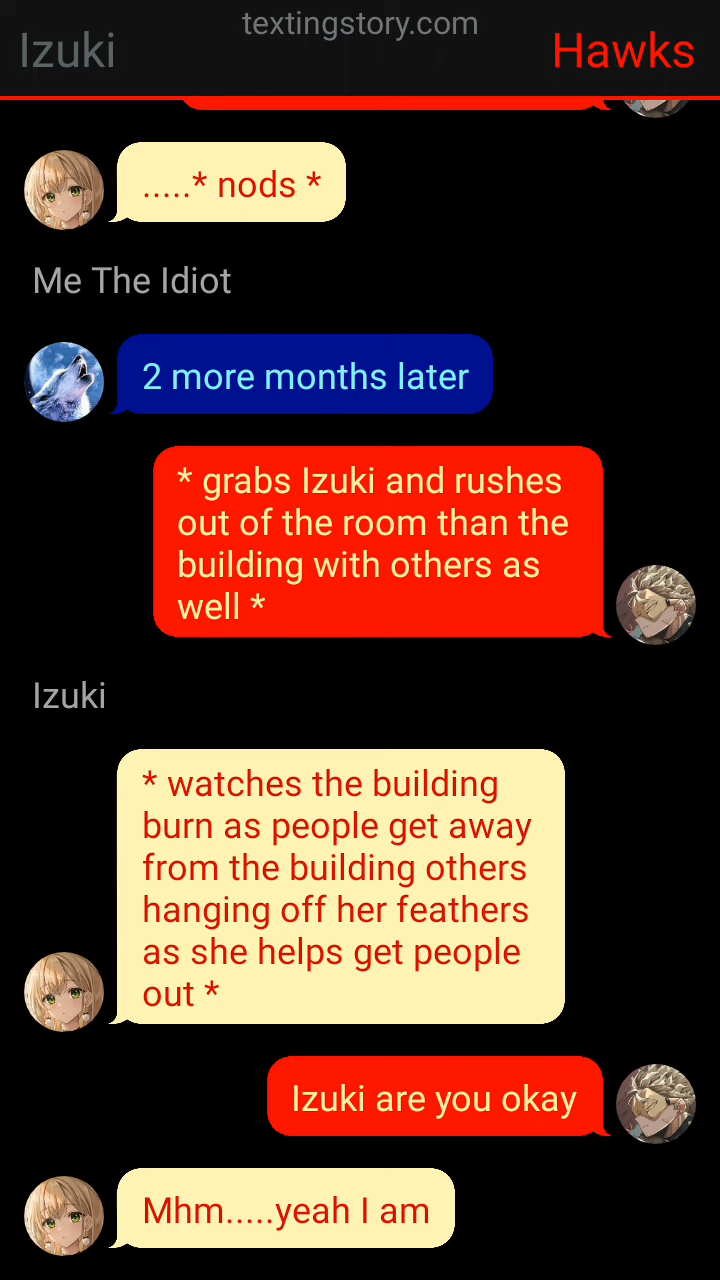 textingstory.com
Izuki
Hawks
.....* nods *
Me The Idiot
2 more months later
* grabs Izuki and rushes
out of the room than the
building with others as
well *
Izuki
* watches the building
burn as people get away
from the building others
hanging off her feathers
as she helps get people
out *
Izuki are you okay
Mhm.....yeah I am